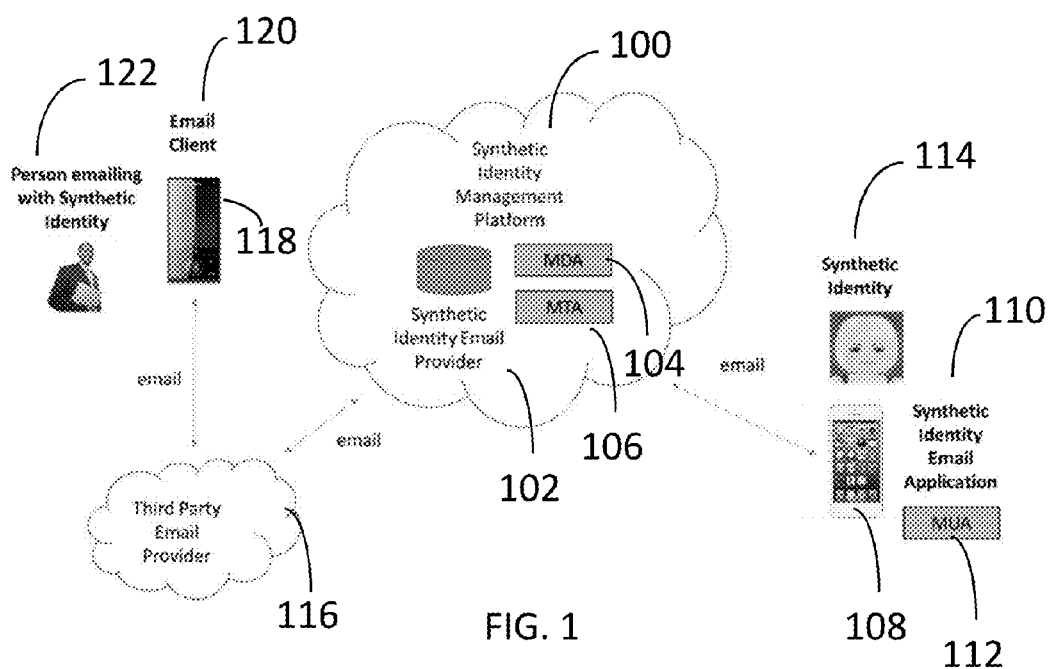 120
122
100
Email
Client
Person emailing
with Synthetic
Identity
118
Synthetic
Identity
Management
Platform
MDA
MTA
Synthetic
Identity Email
Provider
104
106
102
114
Synthetic
Identity
110
Synthetic
Identity
Email
Application
MUA
email
email
email
Third Party
Email
Provider
116
108
112
FIG. 1